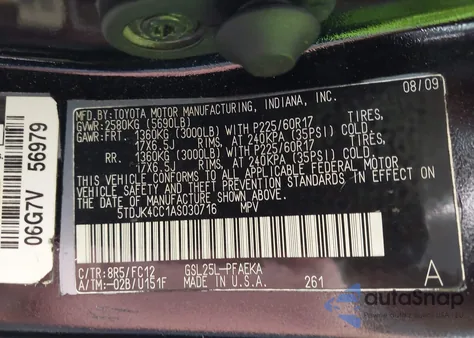 MFD.BY:TOYOTA MOTOR MANUFACTURING, INDIANA, INC. 08/09
GVWR:2580KG (5690LB)
GAWR:FRT. 1360KG (3000LB) WITH P225/60R17 TIRES,
17X6.5J RIMS, AT 240KPA (35PSI) COLD.
RR. 1360KG (3000LB) WITH P225/60R17 TIRES,
17X6.5J RIMS, AT 240KPA (35PSI) COLD.
THIS VEHICLE CONFORMS TO ALL APPLICABLE FEDERAL MOTOR
VEHICLE SAFETY AND THEFT PREVENTION STANDARDS IN EFFECT ON
THE DATE OF MANUFACTURE SHOWN ABOVE.
5TDJK4CC1AS030716 MPV
C/TR:8R5/FC12 GSL25L-PFAEKA
A/TM:-02B/U151F MADE IN U.S.A. 261 A
06G7V 56979
autoSnap